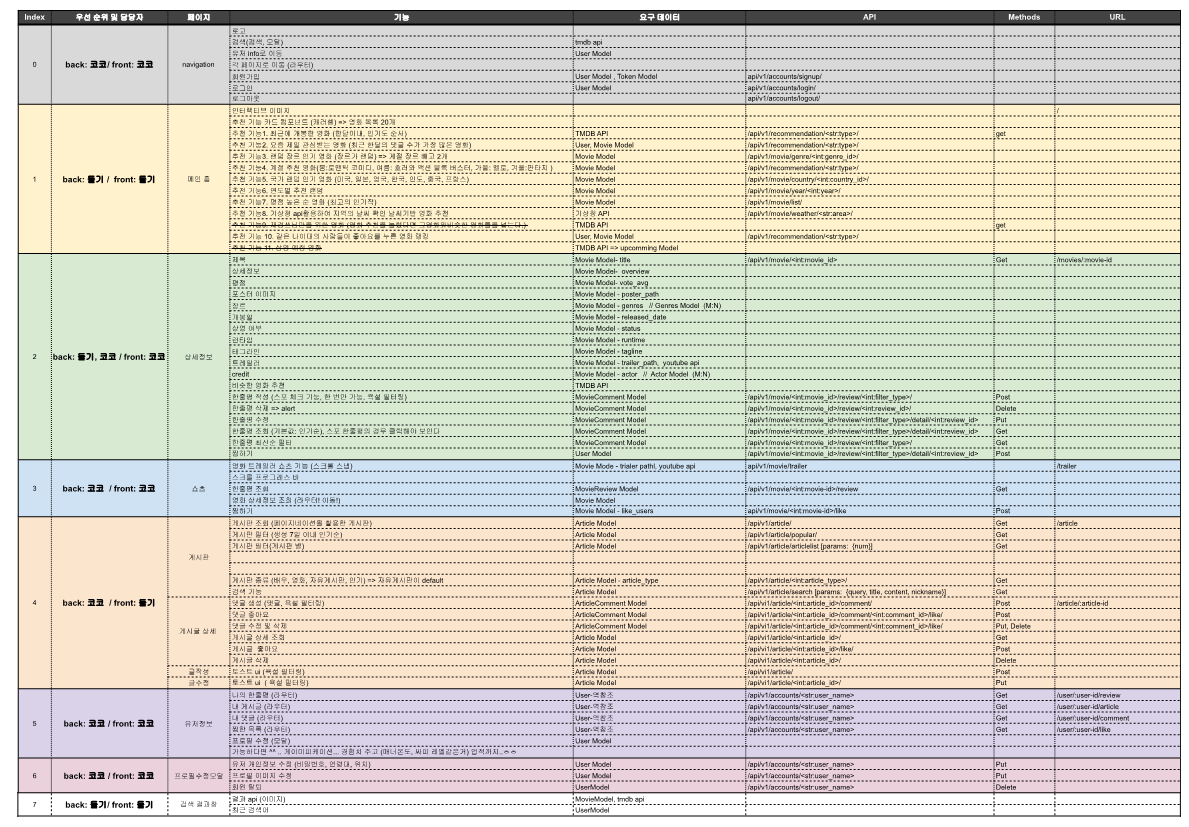 Index 우선 순위 및 담당자 페이지 기능 요구 데이터 API Methods URL
0 back: 코코/ front: 코코 navigation
로고
검색(검색, 모달) tmdb api
유저 info로 이동 User Model
각 페이지로 이동 (라우터)
회원가입 User Model , Token Model api/v1/accounts/signup/
로그인 User Model api/v1/accounts/login/
로그아웃 api/v1/accounts/logout/
1 back: 둘기 / front: 둘기 메인 홈
인터랙티브 이미지 /
추천 기능 카드 컴포넌트 (캐러셀) => 영화 목록 20개
추천 기능1. 최근에 개봉한 영화 (한달이내, 인기도 순서) TMDB API /api/v1/recommendation/<str:type>/ get
추천 기능2. 요즘 제일 관심받는 영화 (최근 한달의 댓글 수가 가장 많은 영화) User, Movie Model /api/v1/recommendation/<str:type>/
추천 기능3. 랜덤 장르 인기 영화 (장르가 랜덤) => 계절 장르 빼고 2개 Movie Model /api/v1/movie/genre/<int:genre_id>/
추천 기능4. 계절 추천 영화(봄:로맨틱 코미디, 여름: 호러와 액션 블록 버스터, 가을: 멜로, 겨울:판타지 ) Movie Model /api/v1/recommendation/<str:type>/
추천 기능5. 국가 랜덤 인기 영화 (미국, 일본, 영국, 한국, 인도, 중국, 프랑스) Movie Model /api/v1/movie/country/<int:country_id>/
추천 기능6. 연도별 추천 랜덤 Movie Model /api/v1/movie/year/<int:year>/
추천 기능7. 평점 높은 순 영화 (최고의 인기작) Movie Model /api/v1/movie/list/
추천 기능8. 기상청 api활용하여 지역의 날씨 확인 날씨기반 영화 추천 기상청 API /api/v1/movie/weather/<str:area>/
TMDB API get
추천 기능 10. 같은 나이대의 사람들이 좋아요를 누른 영화 랭킹 User, Movie Model /api/v1/recommendation/<str:type>/
추천 기능 11. 상영 예정 영화 TMDB API => upcomming Model
2 back: 둘기, 코코 / front: 코코 상세정보
제목 Movie Model- title /api/v1/movie/<int:movie_id> Get /movies/:movie-id
상세정보 Movie Model- overview
평점 Movie Model- vote_avg
포스터 이미지 Movie Model - poster_path
장르 Movie Model - genres // Genres Model (M:N)
개봉일 Movie Model - released_date
상영 여부 Movie Model - status
런타임 Movie Model - runtime
태그라인 Movie Model - tagline
트레일러 Movie Model - trailer_path, youtube api
credit Movie Model - actor // Actor Model (M:N)
비슷한 영화 추천 TMDB API
한줄평 작성 (스포 체크 기능, 한 번만 가능, 욕설 필터링) MovieComment Model /api/v1/movie/<int:movie_id>/review/<int:filter_type>/ Post
한줄평 삭제 => alert MovieComment Model /api/v1/movie/<int:movie_id>/review/<int:review_id>/ Delete
한줄평 수정 MovieComment Model /api/v1/movie/<int:movie_id>/review/<int:filter_type>/detail/<int:review_id> Put
한줄평 조회 (기본값: 인기순), 스포 한줄평의 경우 클릭해야 보인다 MovieComment Model /api/v1/movie/<int:movie_id>/review/<int:filter_type>/detail/<int:review_id> Get
한줄평 최신순 필터 MovieComment Model /api/v1/movie/<int:movie_id>/review/<int:filter_type>/ Get
찜하기 User Model /api/v1/movie/<int:movie_id>/review/<int:filter_type>/detail/<int:review_id> Post
3 back: 코코 / front: 코코 쇼츠
영화 트레일러 쇼츠 기능 (스크롤 스냅) Movie Mode - trialer pathl, youtube api api/v1/movie/trailer /trailer
스크롤 프로그레스 바
한줄평 조회 MovieReview Model /api/v1/movie/<int:movie-id>/review Get
영화 상세정보 조회 (라우터 이동!) Movie Model
찜하기 Movie Model - like_users api/v1/movie/<int:movie-id>/like Post
4 back: 코코 / front: 둘기 게시판
게시판 조회 (페이지네이션을 활용한 게시판) Article Model /api/v1/article/ Get /article
게시판 필터 (생성 7일 이내 인기순) Article Model /api/v1/article/popular/ Get
게시판 필터(게시판 별) Article Model /api/v1/article/articlelist [params: {num}] Get
게시판 종류 (배우, 영화, 자유게시판, 인기) => 자유게시판이 default Article Model - article_type /api/v1/article/<int:article_type>/ Get
검색 기능 Article Model /api/v1/article/search [params: {query, title, content, nickname}] Get
게시글 상세
댓글 생성 (댓글, 욕설 필터링) ArticleComment Model /api/v1/article/<int:article_id>/comment/ Post /article/:article-id
댓글 좋아요 ArticleComment Model /api/v1/article/<int:article_id>/comment/<int:comment_id>/like/ Post
댓글 수정 및 삭제 ArticleComment Model /api/vi1/article/<int:article_id>/comment/<int:comment_id>/like/ Put, Delete
게시글 상세 조회 Article Model /api/vi1/article/<int:article_id>/ Get
게시글 좋아요 Article Model /api/vi1/article/<int:article_id>/like/ Post
게시글 삭제 Article Model /api/vi1/article/<int:article_id>/ Delete
글작성 토스트 ui (욕설 필터링) Article Model /api/vi1/article/ Post
글수정 토스트 ui ( 욕설 필터링) Article Model /api/vi1/article/<int:article_id>/ Put
5 back: 코코 / front: 코코 유저정보
나의 한줄평 (라우터) User-역참조 /api/v1/accounts/<str:user_name> Get /user/:user-id/review
내 게시글 (라우터) User-역참조 /api/v1/accounts/<str:user_name> Get /user/:user-id/article
내 댓글 (라우터) User-역참조 /api/v1/accounts/<str:user_name> Get /user/:user-id/comment
찜한 목록 (라우터) User-역참조 /api/v1/accounts/<str:user_name> Get /user/:user-id/like
프로필 수정 (모달) User Model
가능하다면 ^^ .. 게이미피케이션... 경험치 주고 (매너온도, 싸피 레벨같은거) 업적까지..ㅎㅎ
6 back: 코코 / front: 코코 프로필수정모달
유저 개인정보 수정 (비밀번호, 연령대, 위치) User Model /api/v1/accounts/<str:user_name> Put
프로필 이미지 수정 User Model /api/v1/accounts/<str:user_name> Put
회원 탈퇴 UserModel /api/v1/accounts/<str:user_name> Delete
7 back: 둘기/ front: 둘기 검색 결과창
결과 api (이미지) MovieModel, tmdb api
최근 검색어 UserModel